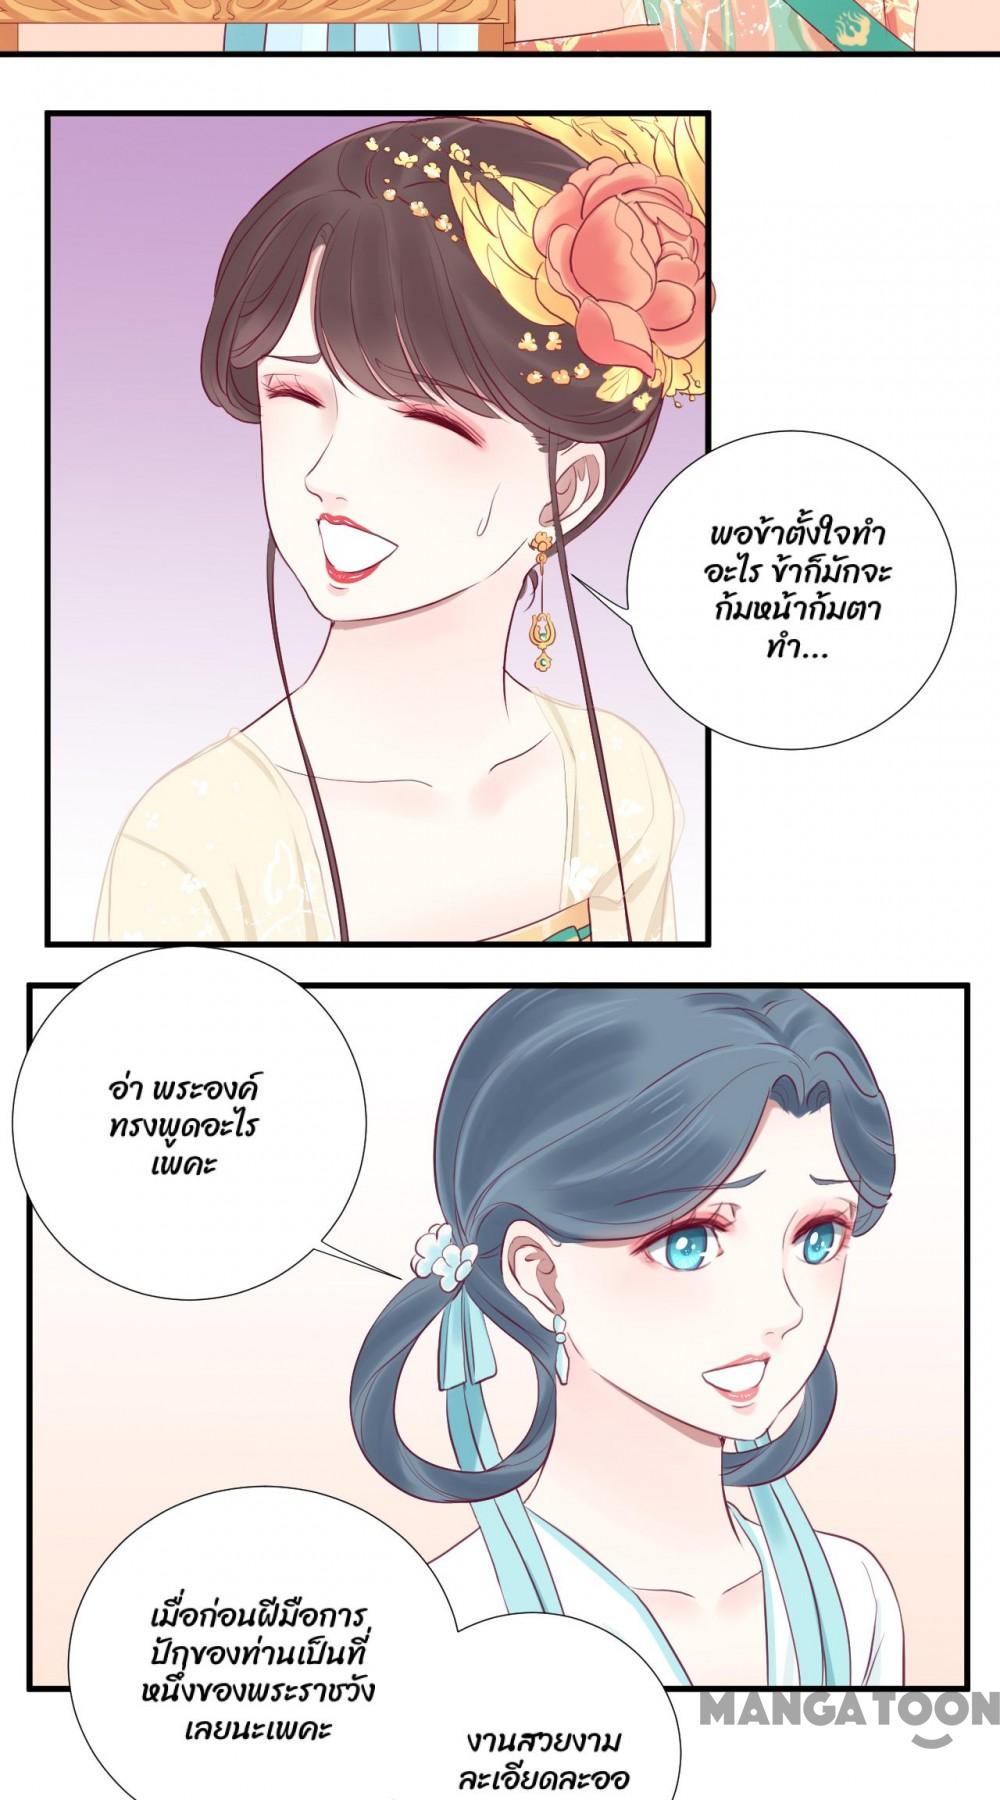 พอข้าตั้งใจทำ
อะไร ข้าก็มักจะ
ก้มหน้าก้มตา
ทำ...
อ่า พระองค์
ทรงพูดอะไร
เพคะ
เมื่อก่อนฝีมือการ
ปักของท่านเป็นที่
หนึ่งของพระราชวัง
เลยนะเพคะ
งานสวยงาม
ละเอียดละออ
MANGATOON